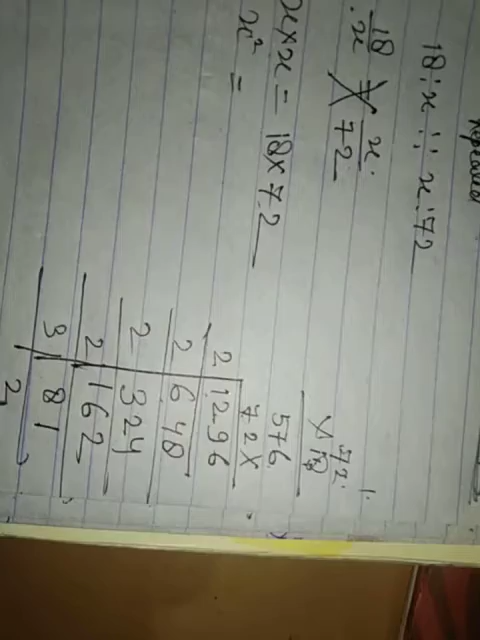 18 : x :: x : 72
18/x = x/72
x × x = 18 × 72
x² =
72
× 18
576
72×
2 | 1296
2 | 648
2 | 324
2 | 162
3 | 81
2